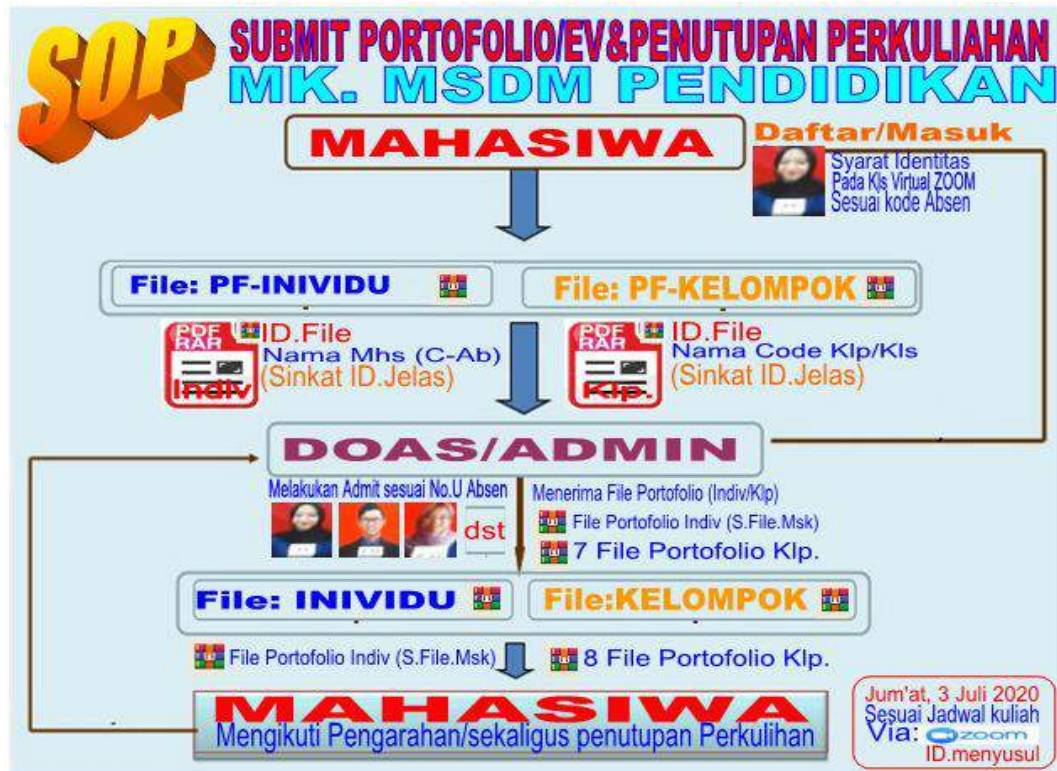 SOP
SUBMIT PORTOFOLIO/EV&PENUTUPAN PERKULIAHAN
MK. MSDM PENDIDIKAN
MAHASIWA
Daftar/Masuk
Syarat Identitas
Pada Kls Virtual ZOOM
Sesuai kode Absen
File: PF-INIVIDU
File: PF-KELOMPOK
PDF
RAR
Indiv
ID.File
Nama Mhs (C-Ab)
(Sinkat ID.Jelas)
PDF
RAR
Klp.
ID.File
Nama Code Klp/Kls
(Sinkat ID.Jelas)
DOAS/ADMIN
Melakukan Admit sesuai No.U Absen
dst
Menerima File Portofolio (Indiv/Klp)
File Portofolio Indiv (S.File.Msk)
7 File Portofolio Klp.
File: INIVIDU
File:KELOMPOK
File Portofolio Indiv (S.File.Msk)
8 File Portofolio Klp.
MAHASIWA
Mengikuti Pengarahan/sekaligus penutupan Perkulihan
Jum'at, 3 Juli 2020
Sesuai Jadwal kuliah
Via: zoom
ID.menyusul